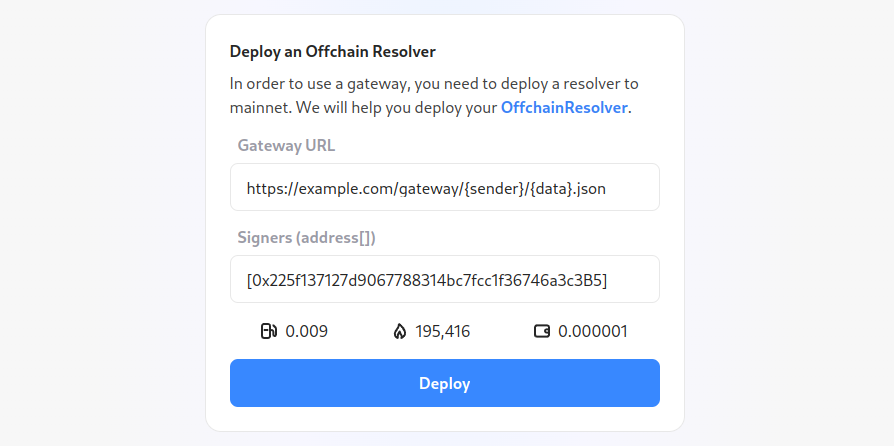 Deploy an Offchain Resolver
In order to use a gateway, you need to deploy a resolver to
mainnet. We will help you deploy your OffchainResolver.
Gateway URL
https://example.com/gateway/{sender}/{data}.json
Signers (address[])
[0x225f137127d9067788314bc7fcc1f36746a3c3B5]
0.009 195,416 0.000001
Deploy